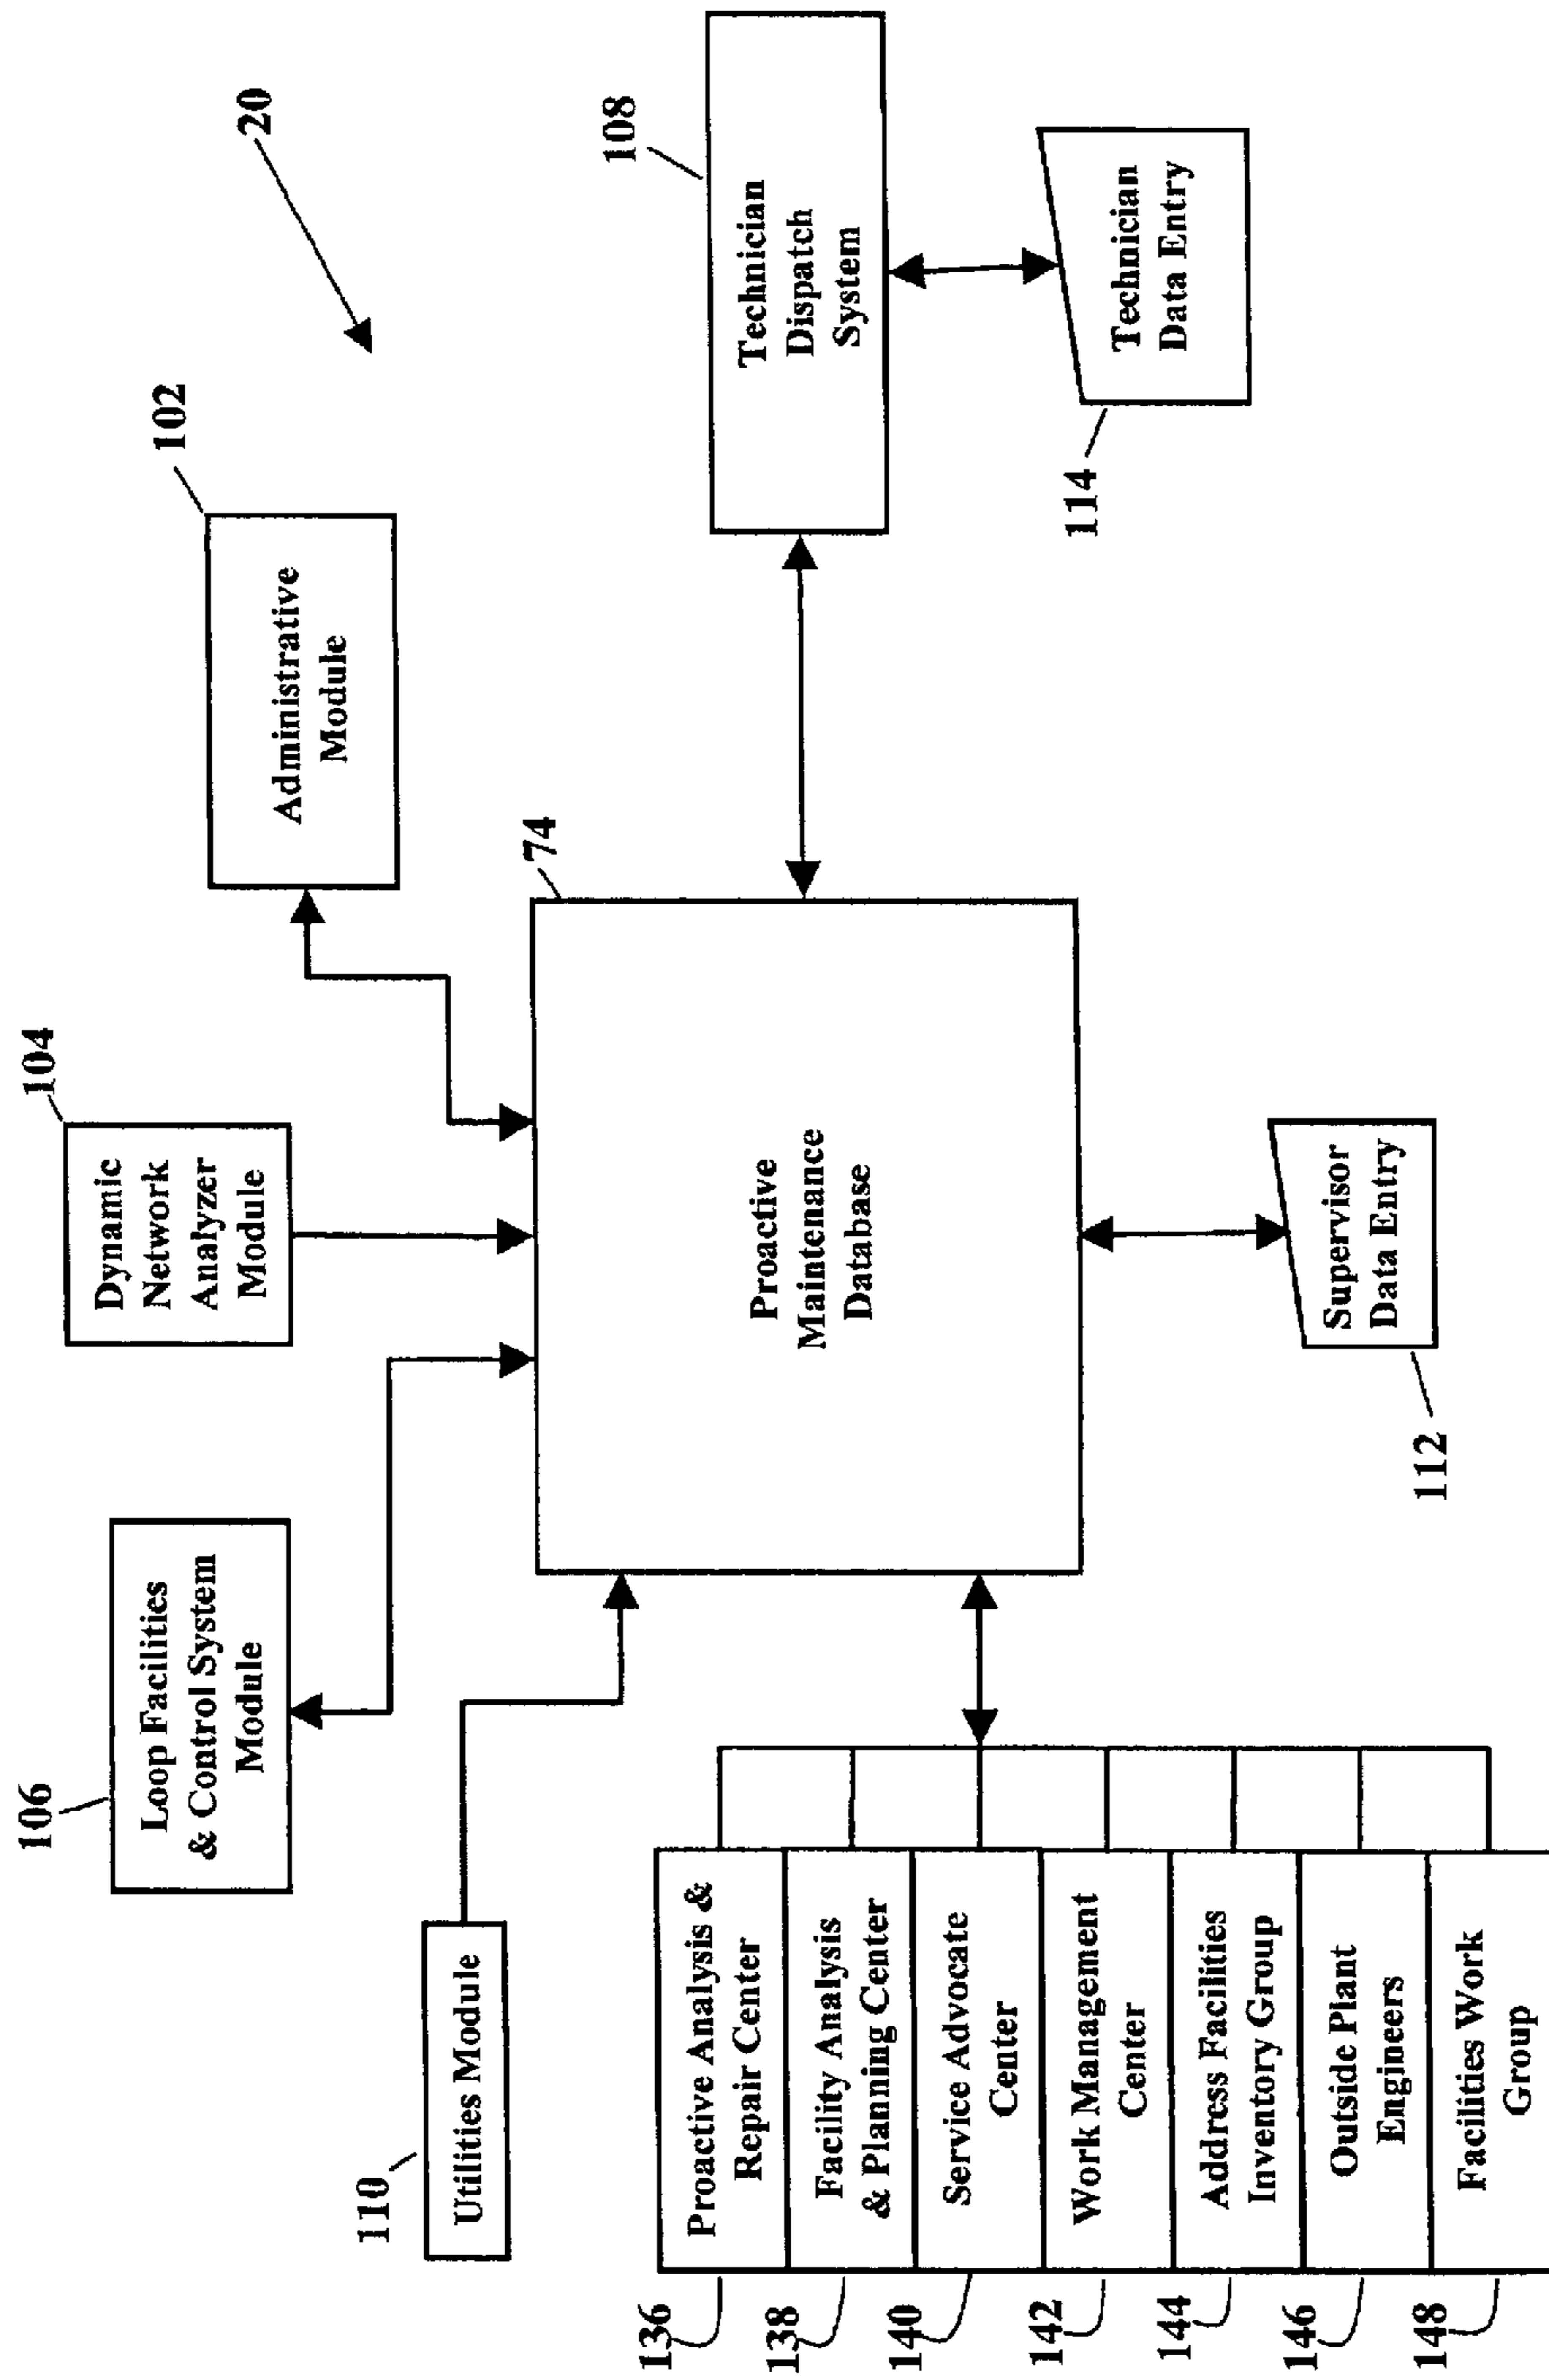 20
106
Loop Facilities
& Control System
Module
104
Dynamic
Network
Analyzer
Module
102
Administrative
Module
110
Utilities Module
74
Proactive
Maintenance
Database
108
Technician
Dispatch
System
136
Proactive Analysis &
Repair Center
138
Facility Analysis
& Planning Center
140
Service Advocate
Center
142
Work Management
Center
144
Address Facilities
Inventory Group
146
Outside Plant
Engineers
148
Facilities Work
Group
112
Supervisor
Data Entry
114
Technician
Data Entry